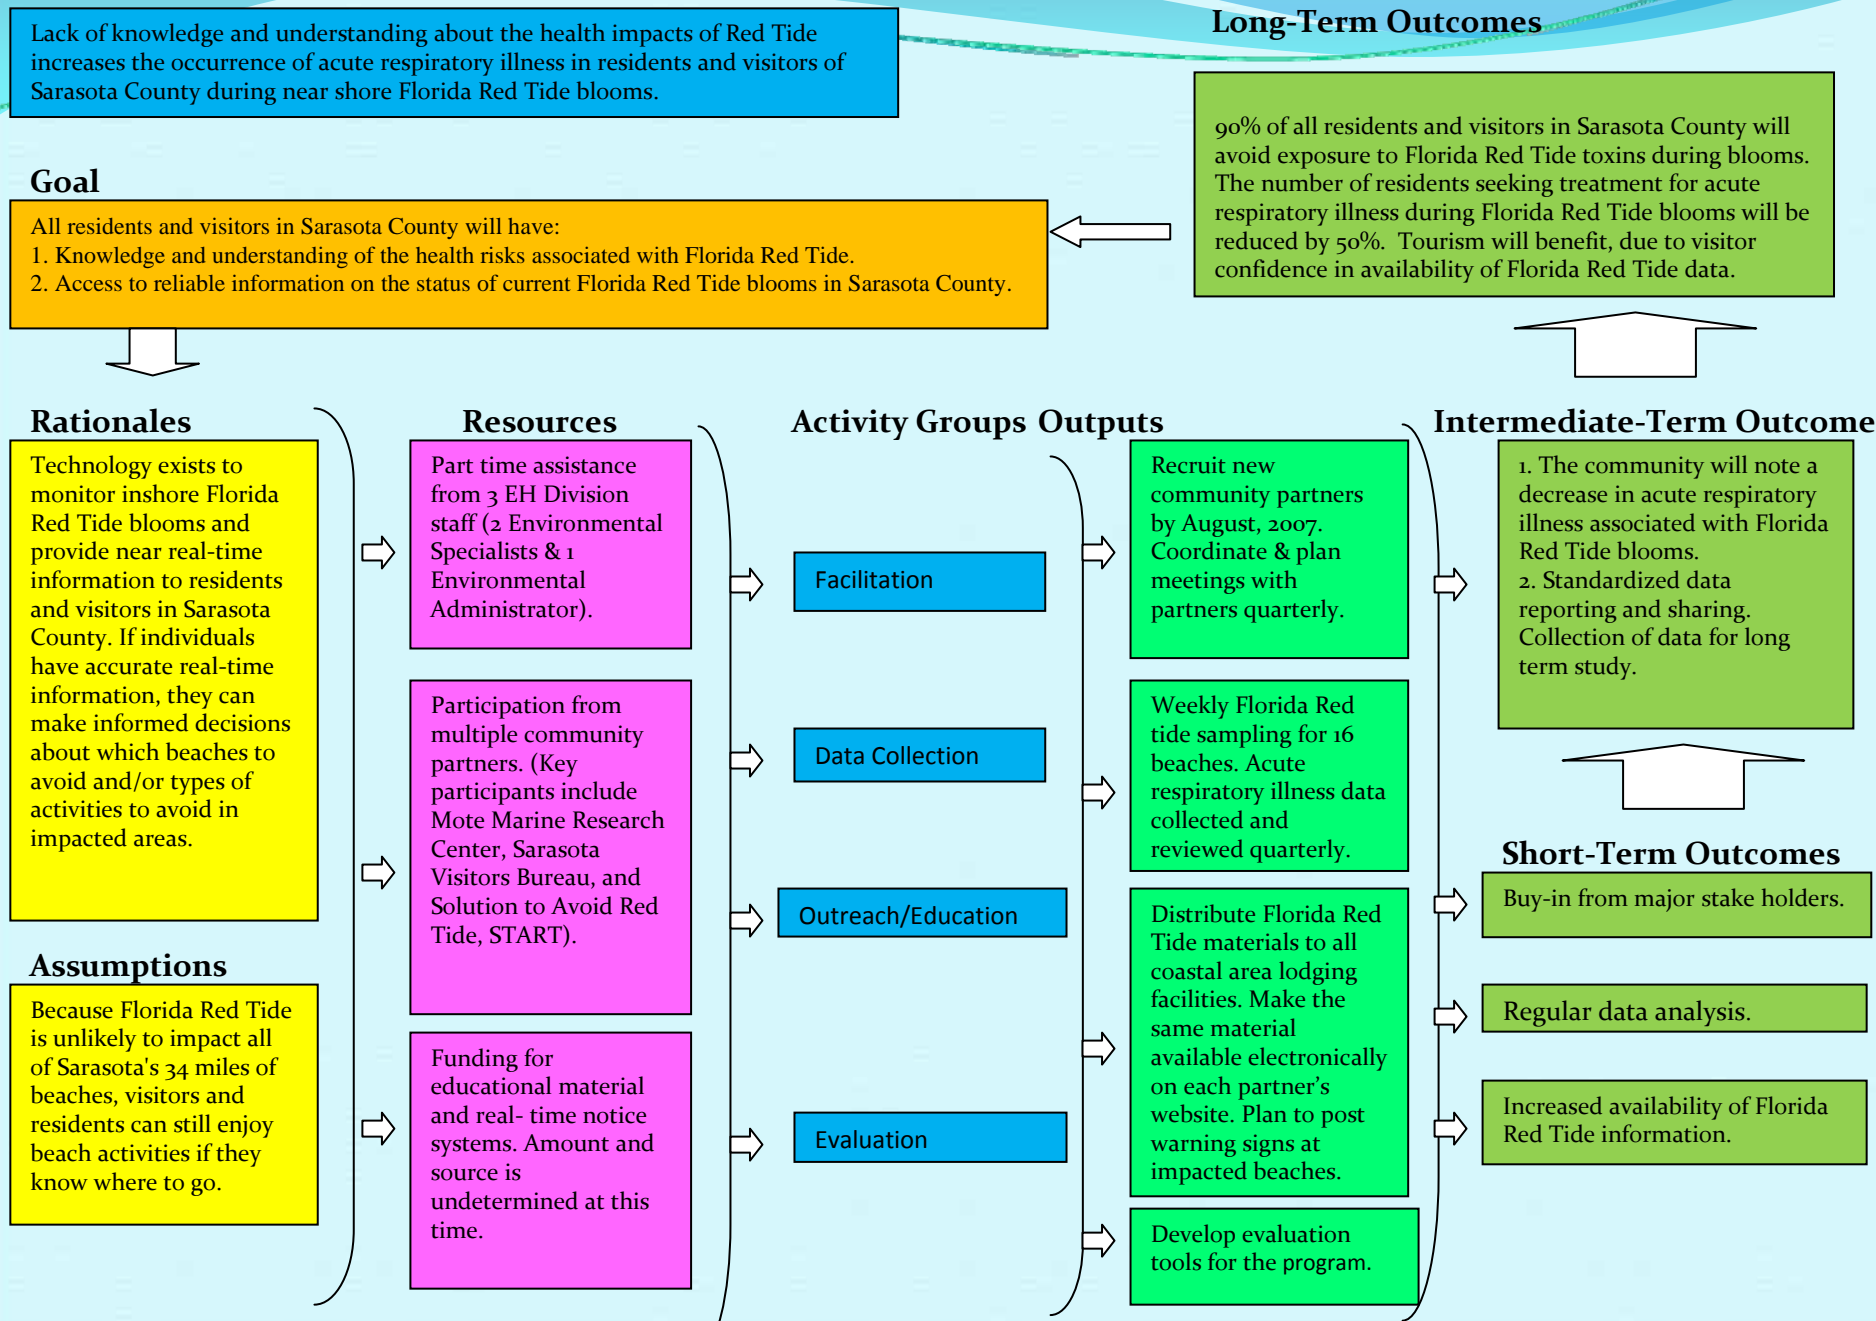 Lack of knowledge and understanding about the health impacts of Red Tide
increases the occurrence of acute respiratory illness in residents and visitors of
Sarasota County during near shore Florida Red Tide blooms.
Long-Term Outcomes
90% of all residents and visitors in Sarasota County will
avoid exposure to Florida Red Tide toxins during blooms.
The number of residents seeking treatment for acute
respiratory illness during Florida Red Tide blooms will be
reduced by 50%. Tourism will benefit, due to visitor
confidence in availability of Florida Red Tide data.
Goal
All residents and visitors in Sarasota County will have:
1. Knowledge and understanding of the health risks associated with Florida Red Tide.
2. Access to reliable information on the status of current Florida Red Tide blooms in Sarasota County.
Rationales
Technology exists to
monitor inshore Florida
Red Tide blooms and
provide near real-time
information to residents
and visitors in Sarasota
County. If individuals
have accurate real-time
information, they can
make informed decisions
about which beaches to
avoid and/or types of
activities to avoid in
impacted areas.
Assumptions
Because Florida Red Tide
is unlikely to impact all
of Sarasota's 34 miles of
beaches, visitors and
residents can still enjoy
beach activities if they
know where to go.
Resources
Part time assistance
from 3 EH Division
staff (2 Environmental
Specialists & 1
Environmental
Administrator).
Participation from
multiple community
partners. (Key
participants include
Mote Marine Research
Center, Sarasota
Visitors Bureau, and
Solution to Avoid Red
Tide, START).
Funding for
educational material
and real- time notice
systems. Amount and
source is
undetermined at this
time.
Activity Groups
Facilitation
Data Collection
Outreach/Education
Evaluation
Outputs
Recruit new
community partners
by August, 2007.
Coordinate & plan
meetings with
partners quarterly.
Weekly Florida Red
tide sampling for 16
beaches. Acute
respiratory illness data
collected and
reviewed quarterly.
Distribute Florida Red
Tide materials to all
coastal area lodging
facilities. Make the
same material
available electronically
on each partner's
website. Plan to post
warning signs at
impacted beaches.
Develop evaluation
tools for the program.
Intermediate-Term Outcome
1. The community will note a
decrease in acute respiratory
illness associated with Florida
Red Tide blooms.
2. Standardized data
reporting and sharing.
Collection of data for long
term study.
Short-Term Outcomes
Buy-in from major stake holders.
Regular data analysis.
Increased availability of Florida
Red Tide information.